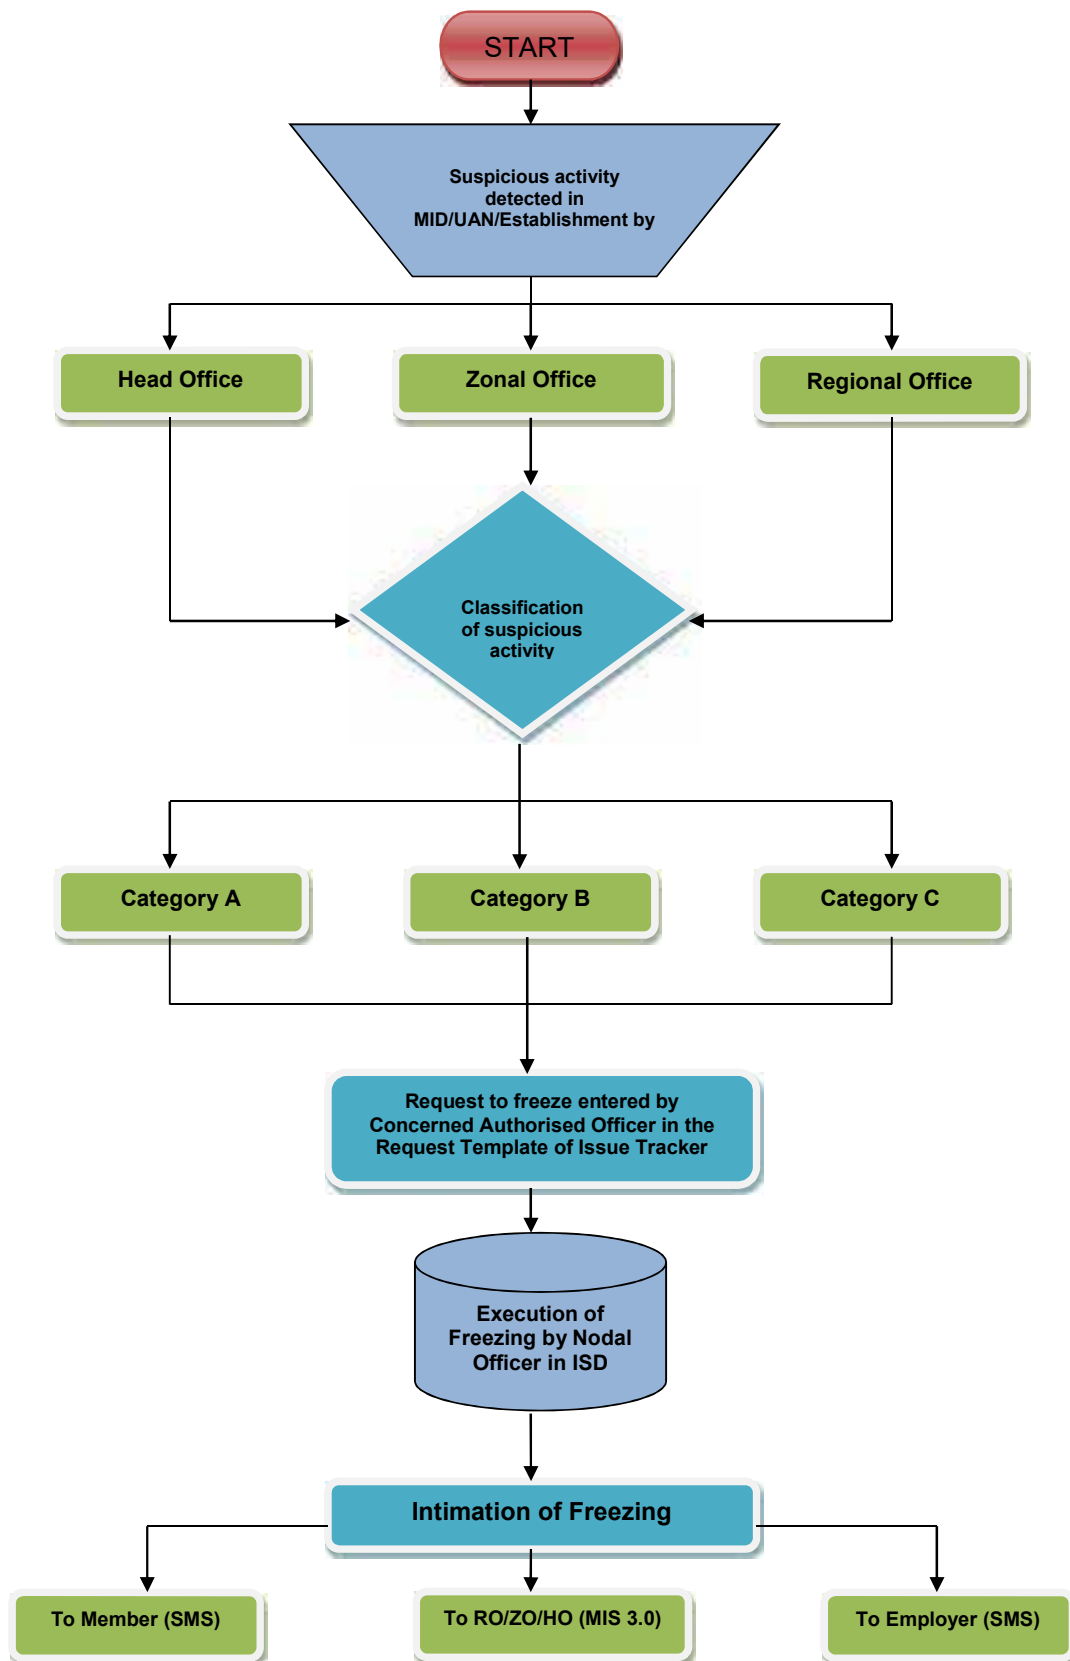 START
Suspicious activity
detected in
MID/UAN/Establishment by
Head Office
Zonal Office
Regional Office
Classification
of suspicious
activity
Category A
Category B
Category C
Request to freeze entered by
Concerned Authorised Officer in the
Request Template of Issue Tracker
Execution of
Freezing by Nodal
Officer in ISD
Intimation of Freezing
To Member (SMS)
To RO/ZO/HO (MIS 3.0)
To Employer (SMS)